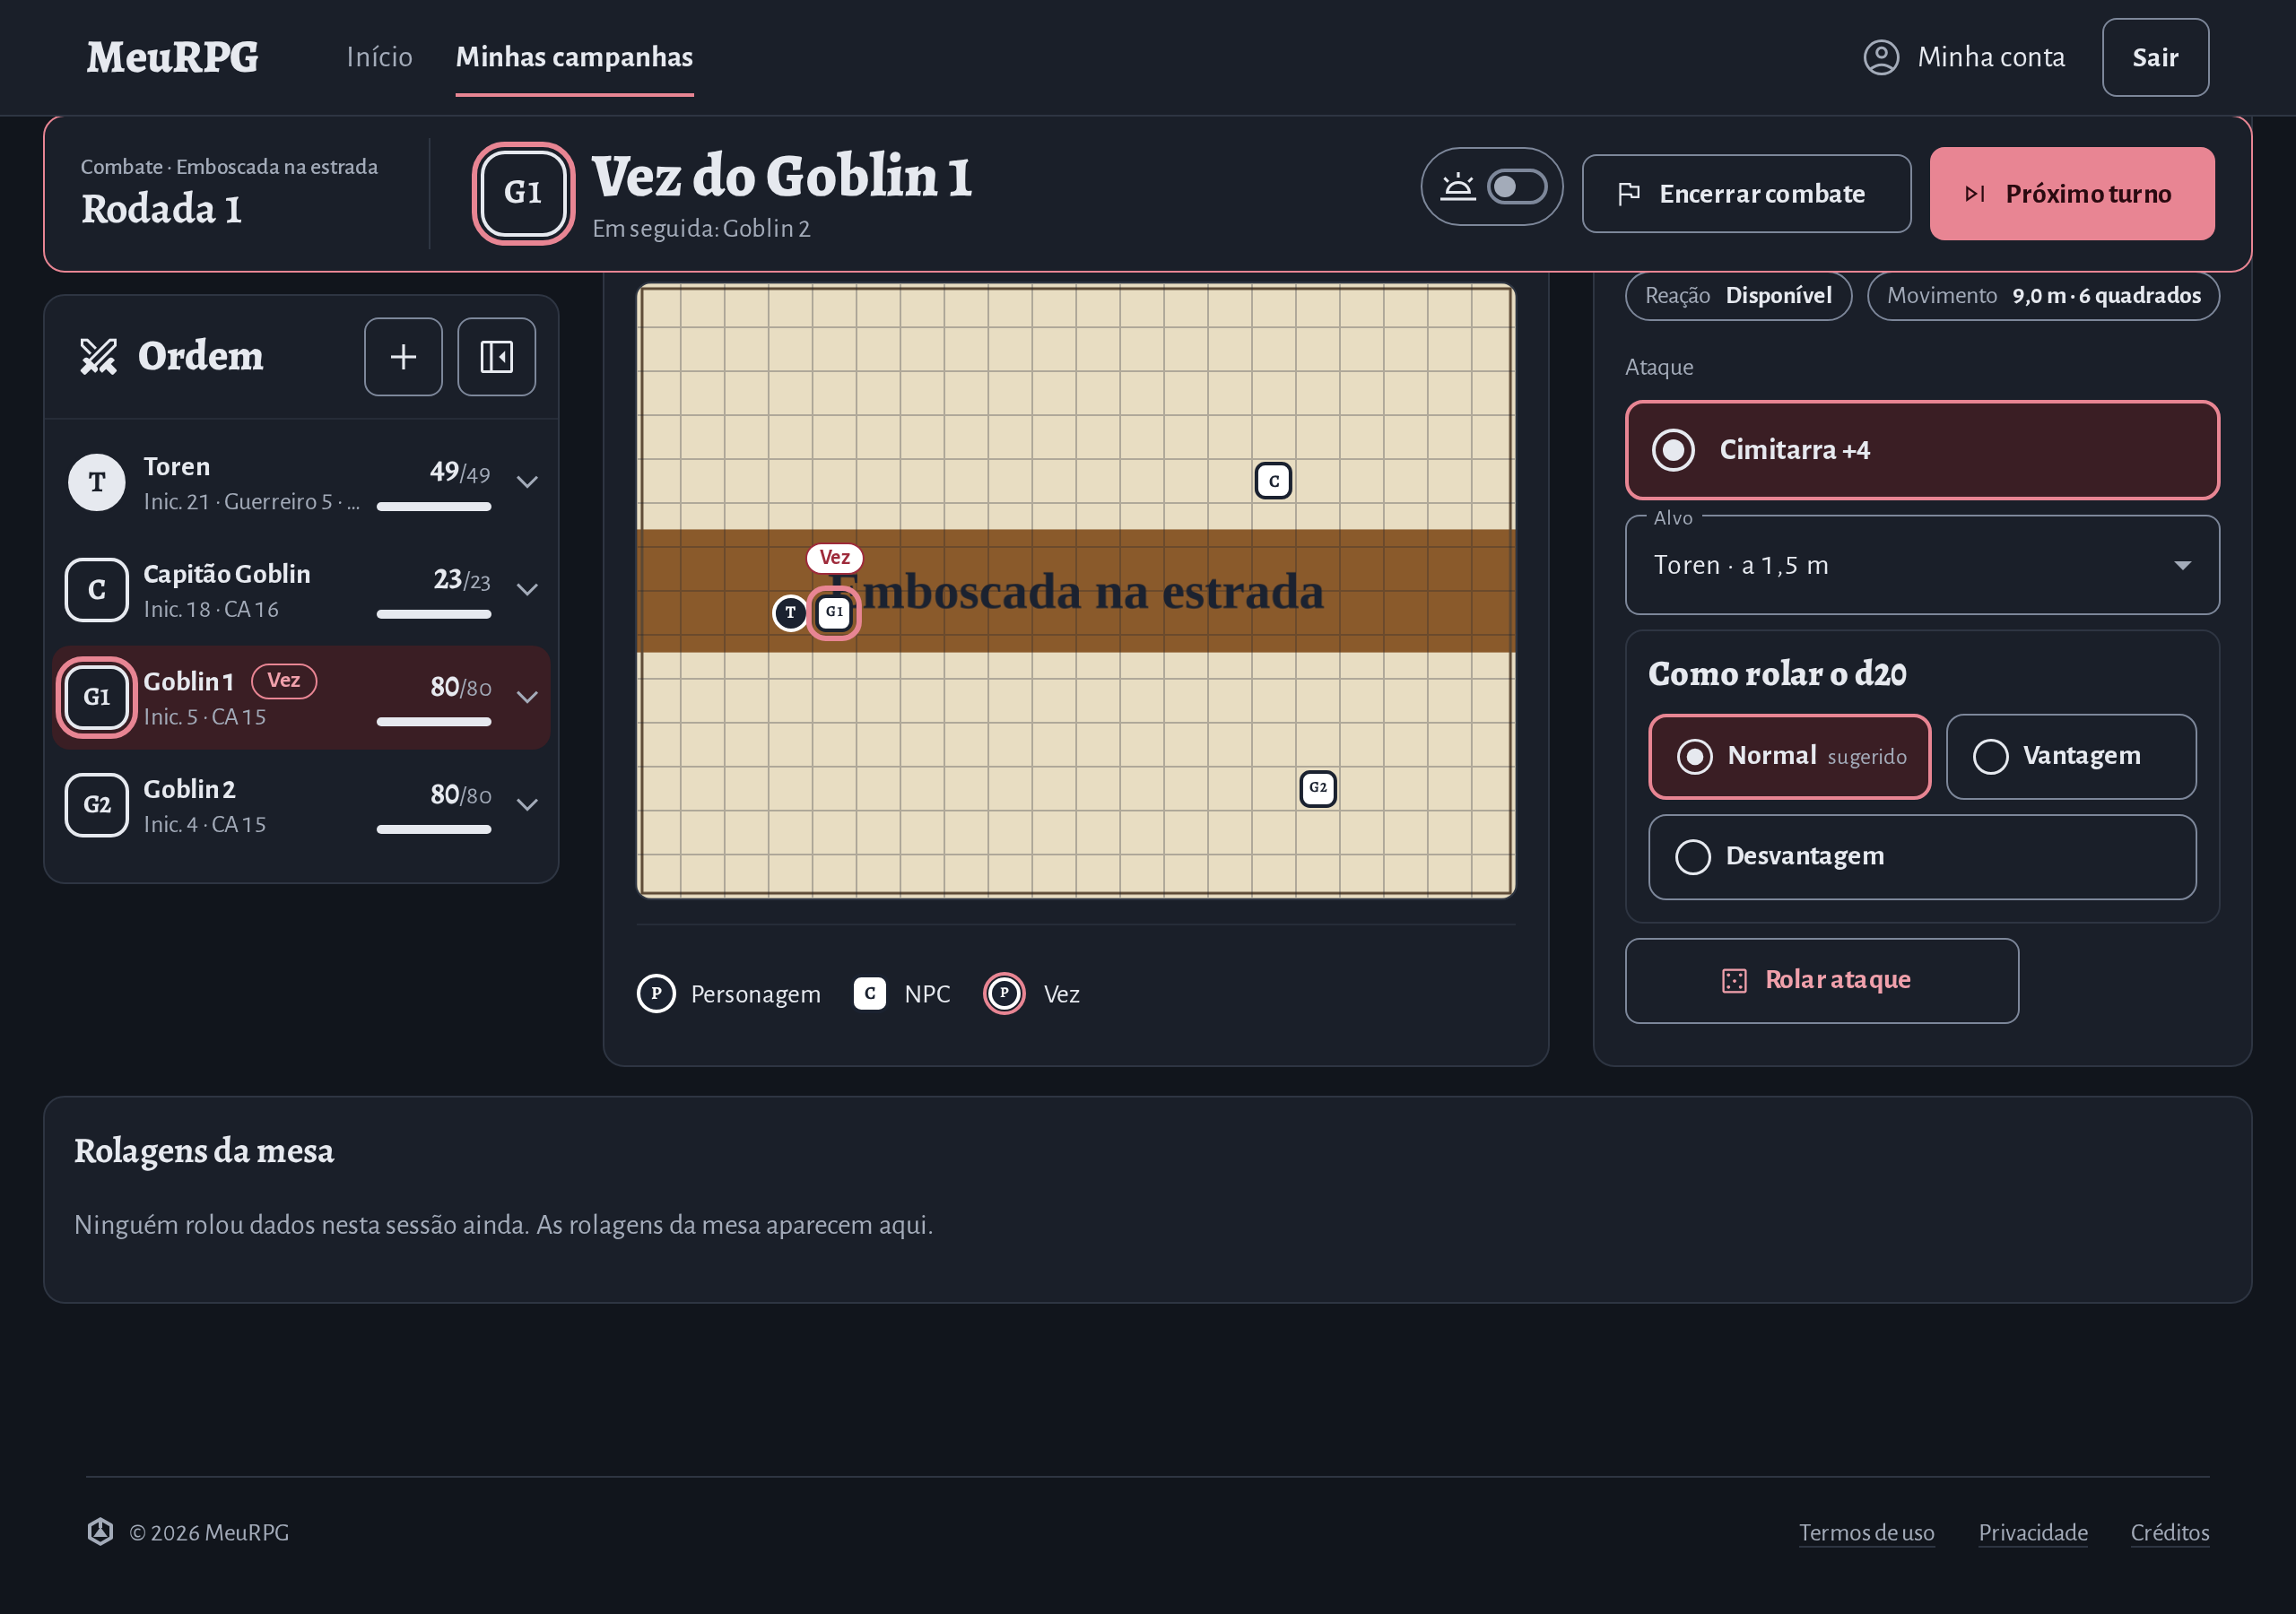 MeuRPG
Início
Minhas campanhas
Minha conta
Sair
Combate · Emboscada na estrada
Rodada 1
G1
Vez do Goblin 1
Em seguida: Goblin 2
Encerrar combate
Próximo turno
Ordem
T
Toren
49/49
Inic. 21 · Guerreiro 5 · ...
C
Capitão Goblin
23/23
Inic. 18 · CA 16
G1
Goblin 1
Vez
80/80
Inic. 5 · CA 15
G2
Goblin 2
80/80
Inic. 4 · CA 15
C
Vez
Emboscada na estrada
T
G1
G2
P
Personagem
C
NPC
P
Vez
Reação Disponível
Movimento 9,0 m · 6 quadrados
Ataque
Cimitarra +4
Alvo
Toren · a 1,5 m
Como rolar o d20
Normal sugerido
Vantagem
Desvantagem
Rolar ataque
Rolagens da mesa
Ninguém rolou dados nesta sessão ainda. As rolagens da mesa aparecem aqui.
© 2026 MeuRPG
Termos de uso
Privacidade
Créditos